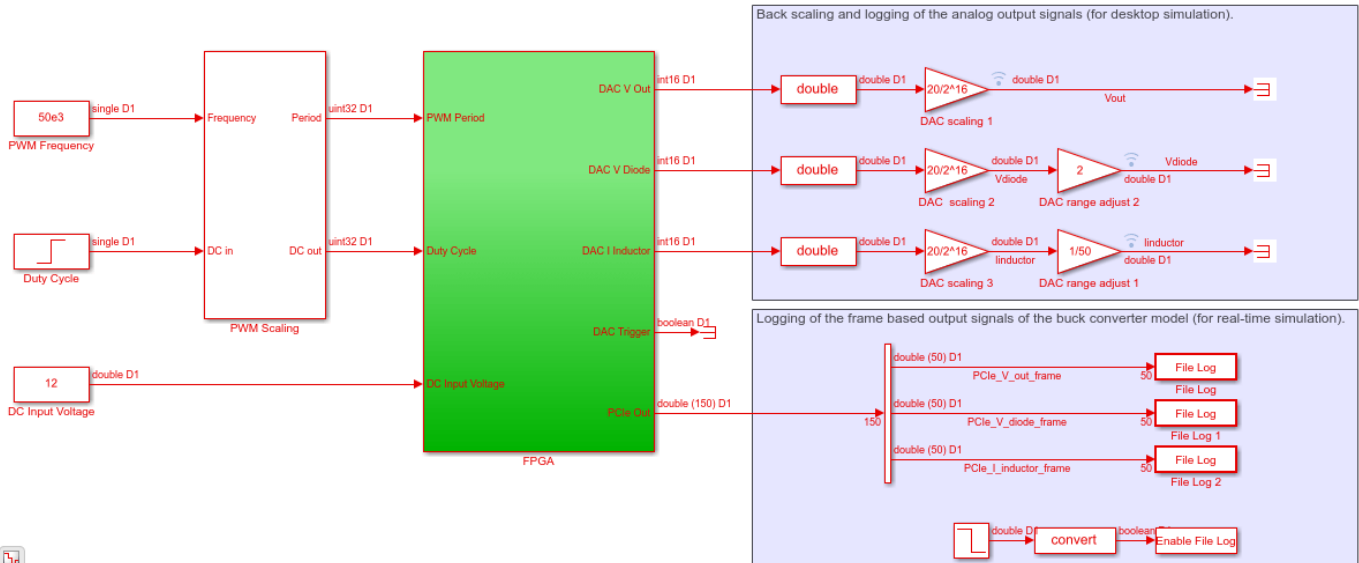 Back scaling and logging of the analog output signals (for desktop simulation).
50e3
single D1
PWM Frequency
Frequency
Period
uint32 D1
PWM Period
single D1
Duty Cycle
DC in
DC out
uint32 D1
Duty Cycle
PWM Scaling
12
double D1
DC Input Voltage
DC Input Voltage
DAC V Out
int16 D1
DAC V Diode
int16 D1
DAC I Inductor
int16 D1
DAC Trigger
boolean D1
PCIe Out
double (150) D1
FPGA
double
double D1
20/2^16
double D1
Vout
DAC scaling 1
double
double D1
20/2^16
double D1
Vdiode
DAC  scaling 2
2
Vdiode
double D1
DAC range adjust 2
double
double D1
20/2^16
double D1
Iinductor
DAC scaling 3
1/50
Iinductor
double D1
DAC range adjust 1
Logging of the frame based output signals of the buck converter model (for real-time simulation).
150
double (50) D1
PCIe_V_out_frame
50
File Log
File Log
double (50) D1
PCIe_V_diode_frame
50
File Log
File Log 1
double (50) D1
PCIe_I_inductor_frame
50
File Log
File Log 2
double D1
convert
boolean
Enable File Log